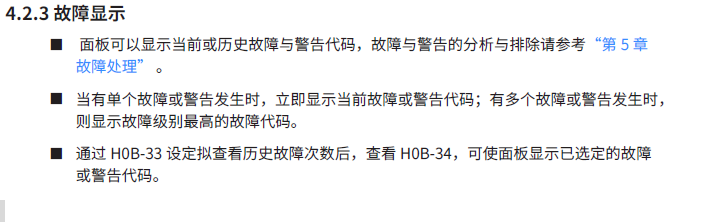 4.2.3 故障显示
■ 面板可以显示当前或历史故障与警告代码，故障与警告的分析与排除请参考“第 5 章
故障处理” 。
■ 当有单个故障或警告发生时，立即显示当前故障或警告代码；有多个故障或警告发生时，
则显示故障级别最高的故障代码。
■ 通过 H0B-33 设定拟查看历史故障次数后，查看 H0B-34，可使面板显示已选定的故障
或警告代码。